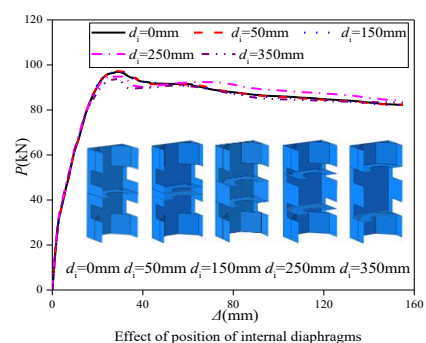 120
100
80
60
40
20
0
P(kN)
d_i=0mm d_i=50mm d_i=150mm
d_i=250mm d_i=350mm
d_i=0mm d_i=50mm d_i=150mm d_i=250mm d_i=350mm
0 40 80 120 160
Δ(mm)
Effect of position of internal diaphragms